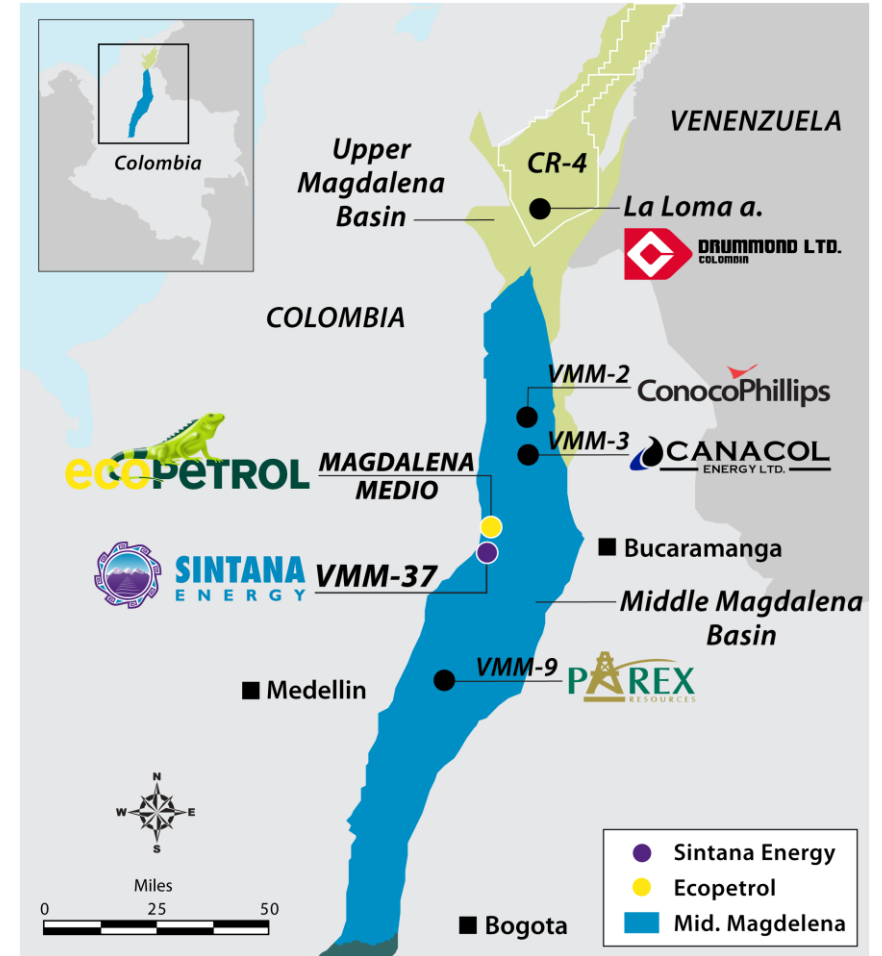 Colombia
VENENZUELA
Upper
Magdalena
Basin
CR-4
La Loma a.
DRUMMOND LTD.
COLOMBIA
COLOMBIA
VMM-2
ConocoPhillips
VMM-3
CANACOL
ENERGY LTD.
ecoPETROL
MAGDALENA
MEDIO
SINTANA
ENERGY
VMM-37
Bucaramanga
Middle Magdalena
Basin
VMM-9
PAREX
RESOURCES
Medellin
N
W
E
S
Miles
0 25 50
Bogota
Sintana Energy
Ecopetrol
Mid. Magdelena